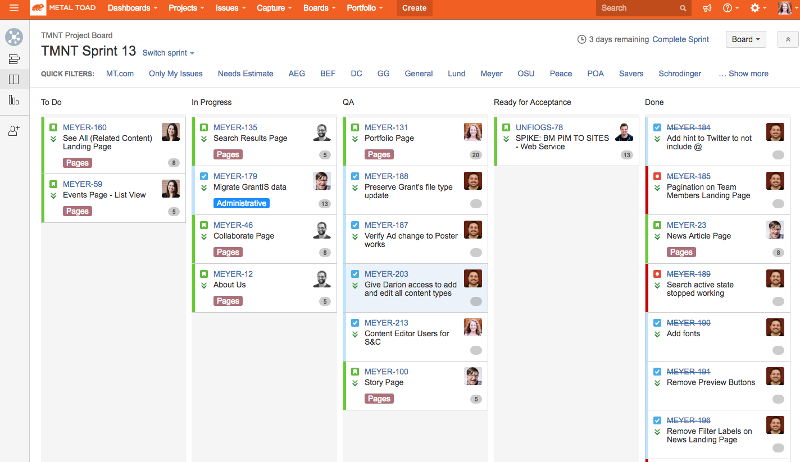 METAL TOAD
Dashboards Projects Issues Capture Boards Portfolio Create Search
TMNT Project Board
TMNT Sprint 13 Switch sprint
3 days remaining Complete Sprint Board
QUICK FILTERS: MT.com Only My Issues Needs Estimate AEG BEF DC GG General Lund Meyer OSU Peace POA Savers Schrodinger ... Show more
To Do
MEYER-160
See All (Related Content)
Landing Page
Pages 8
MEYER-59
Events Page - List View
Pages 5
In Progress
MEYER-135
Search Results Page
Pages 5
MEYER-179
Migrate GrantIS data
Administrative 13
MEYER-46
Collaborate Page
Pages 8
MEYER-12
About Us
Pages 5
QA
MEYER-131
Portfolio Page
Pages 20
MEYER-188
Preserve Grant's file type
update
MEYER-187
Verify Ad change to Poster
works
MEYER-203
Give Darion access to add
and edit all content types
MEYER-213
Content Editor Users for
S&C
MEYER-100
Story Page
Pages 5
Ready for Acceptance
UNFIOGS-78
SPIKE: BM PIM TO SITES
- Web Service
13
Done
MEYER-184
Add hint to Twitter to not
include @
MEYER-185
Pagination on Team
Members Landing Page
MEYER-23
News Article Page
Pages 8
MEYER-189
Search active state
stopped working
MEYER-190
Add fonts
MEYER-191
Remove Preview Buttons
MEYER-196
Remove Filter Labels on
News Landing Page